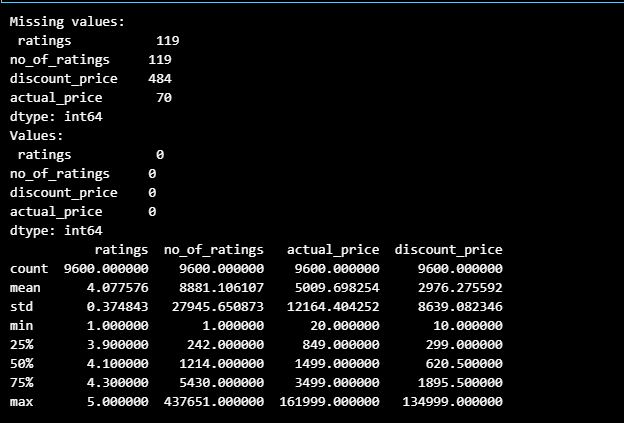 Missing values:
 ratings           119
no_of_ratings     119
discount_price    484
actual_price       70
dtype: int64
Values:
 ratings           0
no_of_ratings     0
discount_price    0
actual_price      0
dtype: int64
           ratings  no_of_ratings   actual_price  discount_price
count  9600.000000    9600.000000    9600.000000     9600.000000
mean      4.077576    8881.106107    5009.698254     2976.275592
std       0.374843   27945.650873   12164.404252     8639.082346
min       1.000000       1.000000      20.000000       10.000000
25%       3.900000     242.000000     849.000000      299.000000
50%       4.100000    1214.000000    1499.000000      620.500000
75%       4.300000    5430.000000    3499.000000     1895.500000
max       5.000000  437651.000000  161999.000000   134999.000000